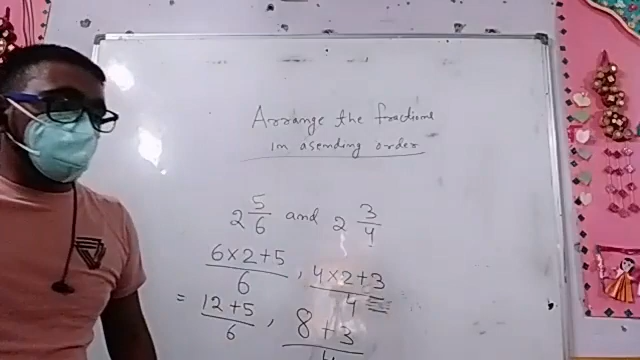 Arrange the fractions
in asending order
2 5/6 and 2 3/4
(6×2+5)/6 , (4×2+3)/4
= (12+5)/6 , (8+3)/4